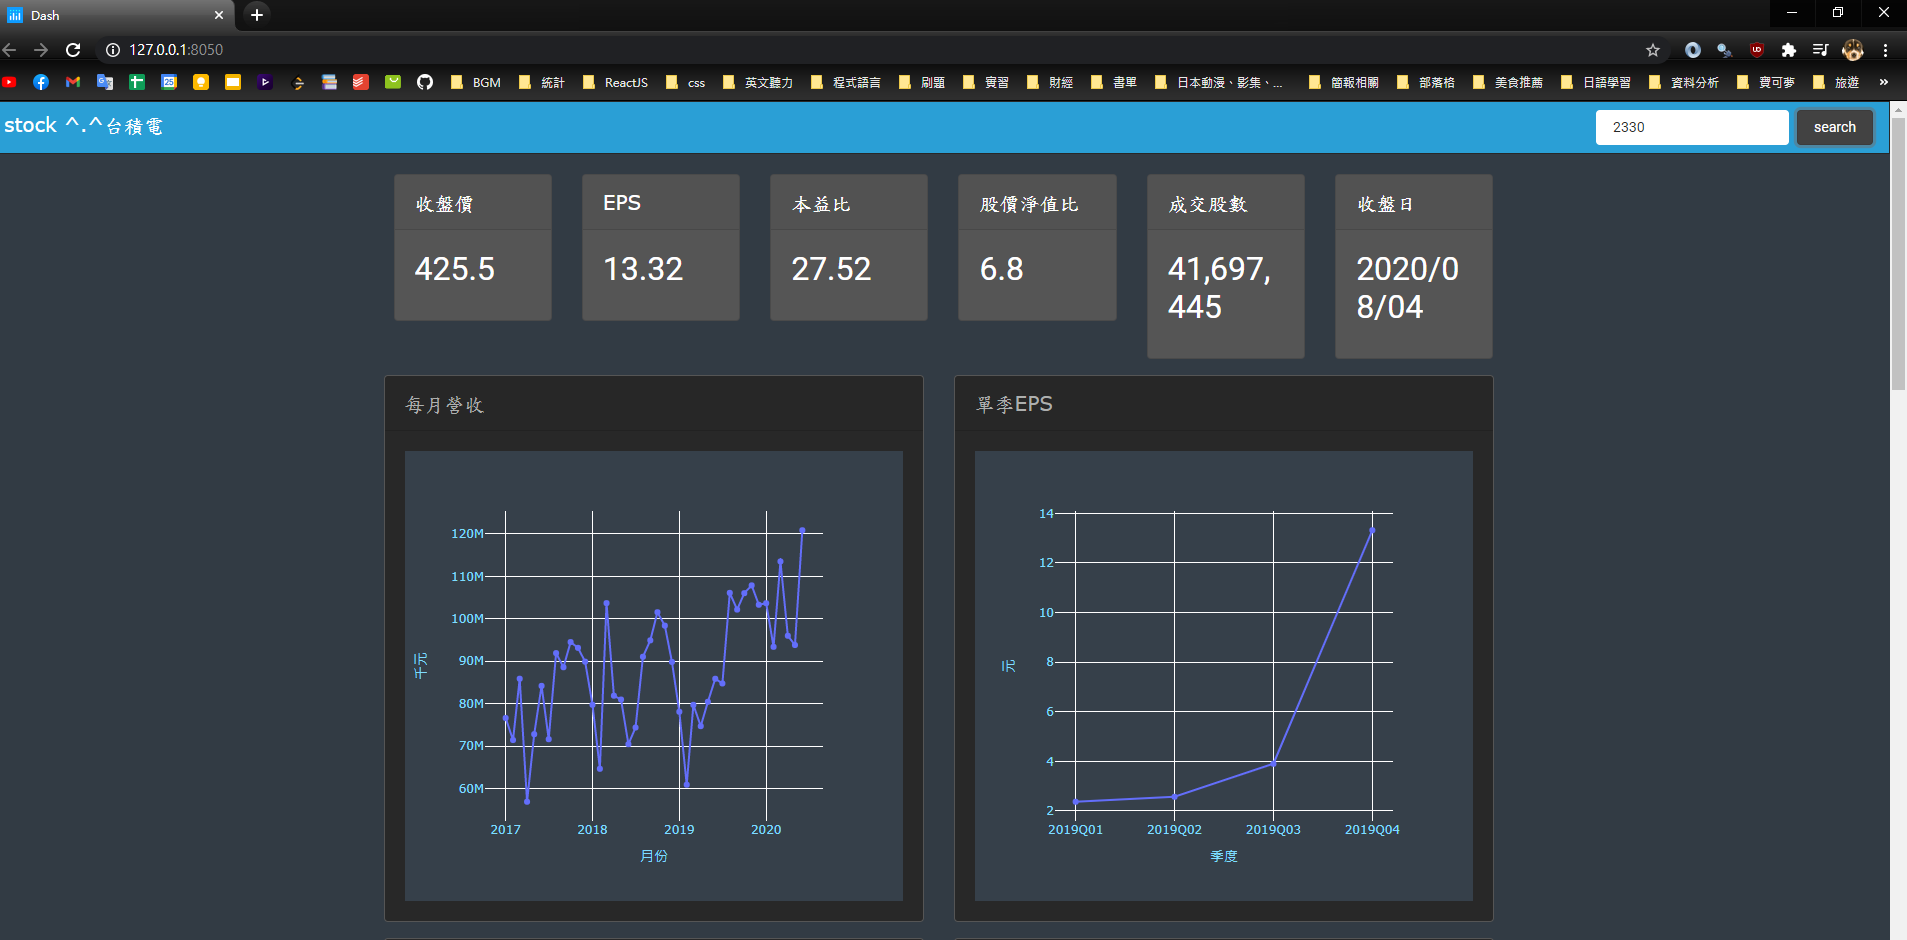 Dash
127.0.0.1:8050
BGM 統計 ReactJS css 英文聽力 程式語言 刷題 實習 財經 書單 日本動漫、影集、... 簡報相關 部落格 美食推薦 日語學習 資料分析 寶可夢 旅遊 »
stock ^.^台積電
2330 search
收盤價
425.5
EPS
13.32
本益比
27.52
股價淨值比
6.8
成交股數
41,697,
445
收盤日
2020/0
8/04
每月營收
千元
120M
110M
100M
90M
80M
70M
60M
2017 2018 2019 2020
月份
單季EPS
元
14
12
10
8
6
4
2
2019Q01 2019Q02 2019Q03 2019Q04
季度